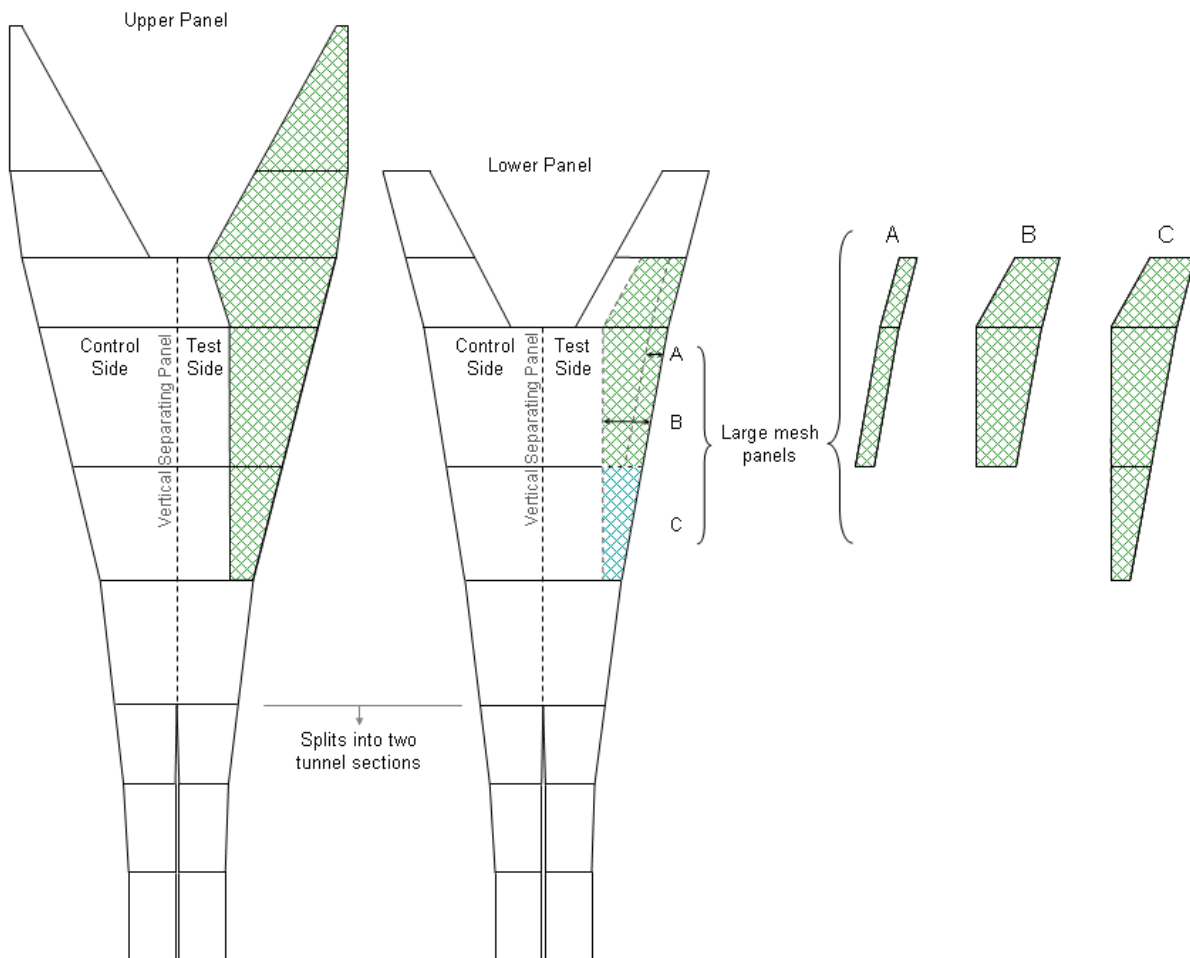 Upper Panel
Lower Panel
A
B
C
Control
Side
Vertical Separating Panel
Test
Side
Control
Side
Vertical Separating Panel
Test
Side
A
B
C
Large mesh
panels
Splits into two
tunnel sections